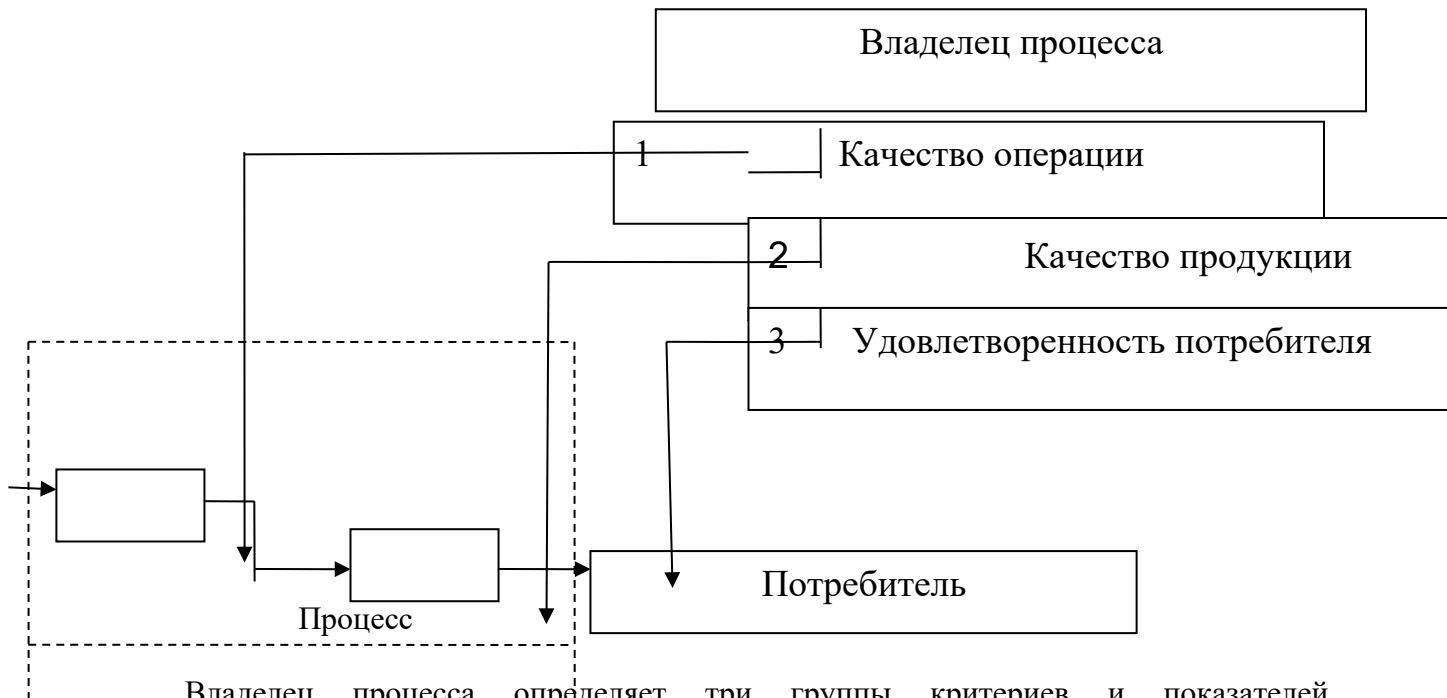 Владелец процесса
1 Качество операции
2 Качество продукции
3 Удовлетворенность потребителя
Потребитель
Процесс
Владелец процесса определяет три группы критериев и показателей